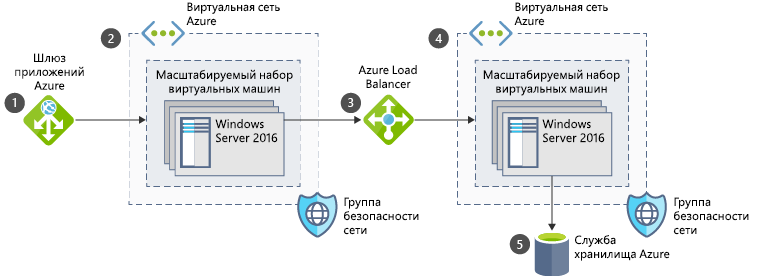 1
Шлюз
приложений
Azure
2
Виртуальная сеть
Azure
Масштабируемый набор
виртуальных машин
Windows
Server 2016
Группа
безопасности
сети
3
Azure Load
Balancer
4
Виртуальная сеть
Azure
Масштабируемый набор
виртуальных машин
Windows
Server 2016
Группа
безопасности
сети
5
Служба
хранилища Azure